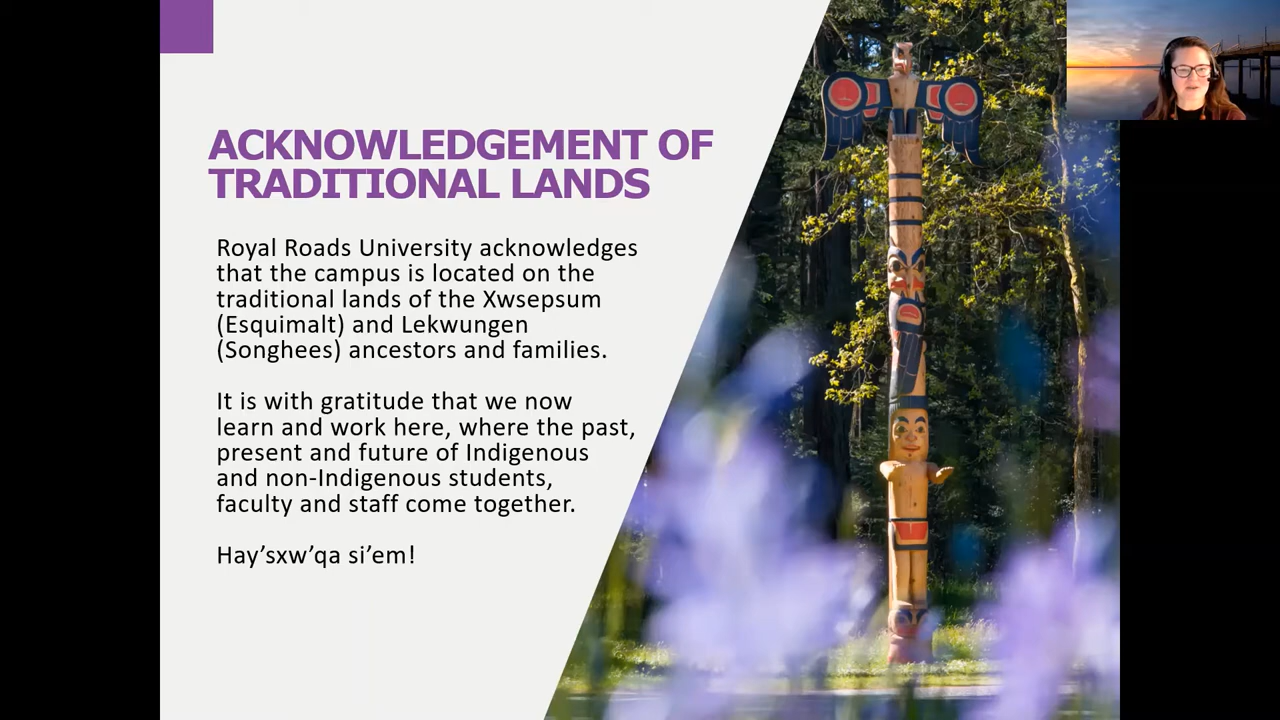 ACKNOWLEDGEMENT OF
TRADITIONAL LANDS
Royal Roads University acknowledges
that the campus is located on the
traditional lands of the Xwsepsum
(Esquimalt) and Lekwungen
(Songhees) ancestors and families.
It is with gratitude that we now
learn and work here, where the past,
present and future of Indigenous
and non-Indigenous students,
faculty and staff come together.
Hay’sxw’qa si’em!